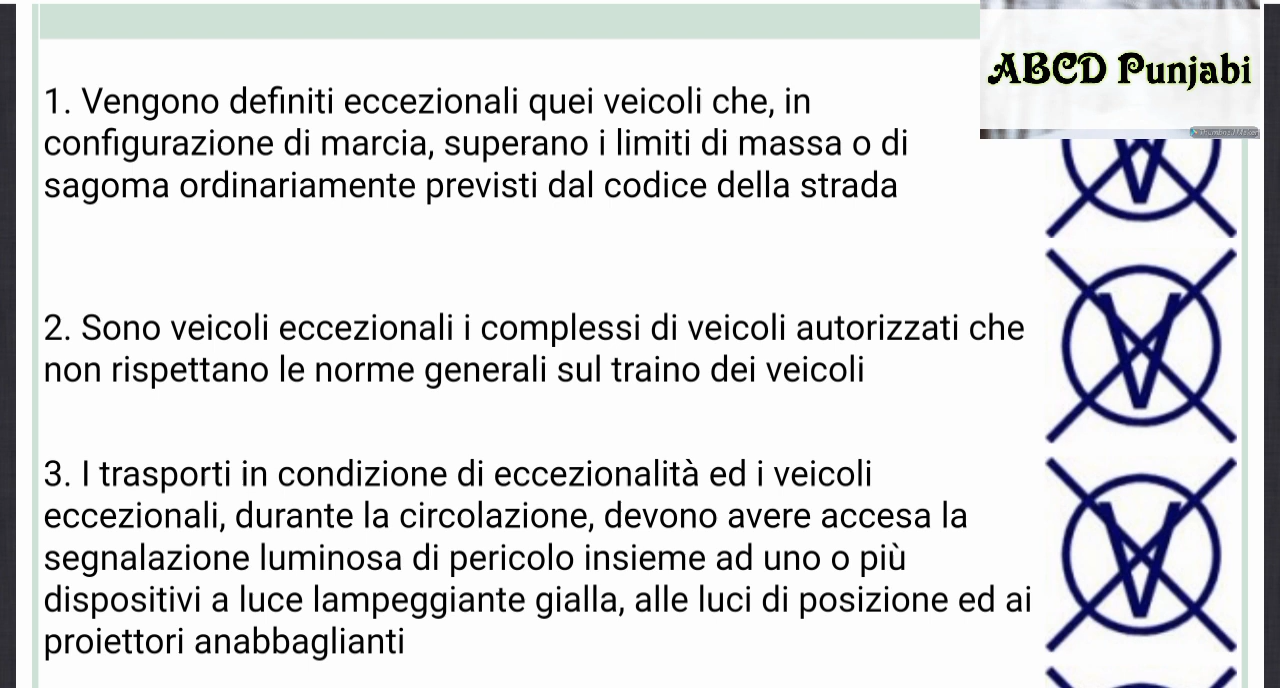 ABCD Punjabi
1. Vengono definiti eccezionali quei veicoli che, in
configurazione di marcia, superano i limiti di massa o di
sagoma ordinariamente previsti dal codice della strada
V
2. Sono veicoli eccezionali i complessi di veicoli autorizzati che
non rispettano le norme generali sul traino dei veicoli
V
3. I trasporti in condizione di eccezionalità ed i veicoli
eccezionali, durante la circolazione, devono avere accesa la
segnalazione luminosa di pericolo insieme ad uno o più
dispositivi a luce lampeggiante gialla, alle luci di posizione ed ai
proiettori anabbaglianti
V